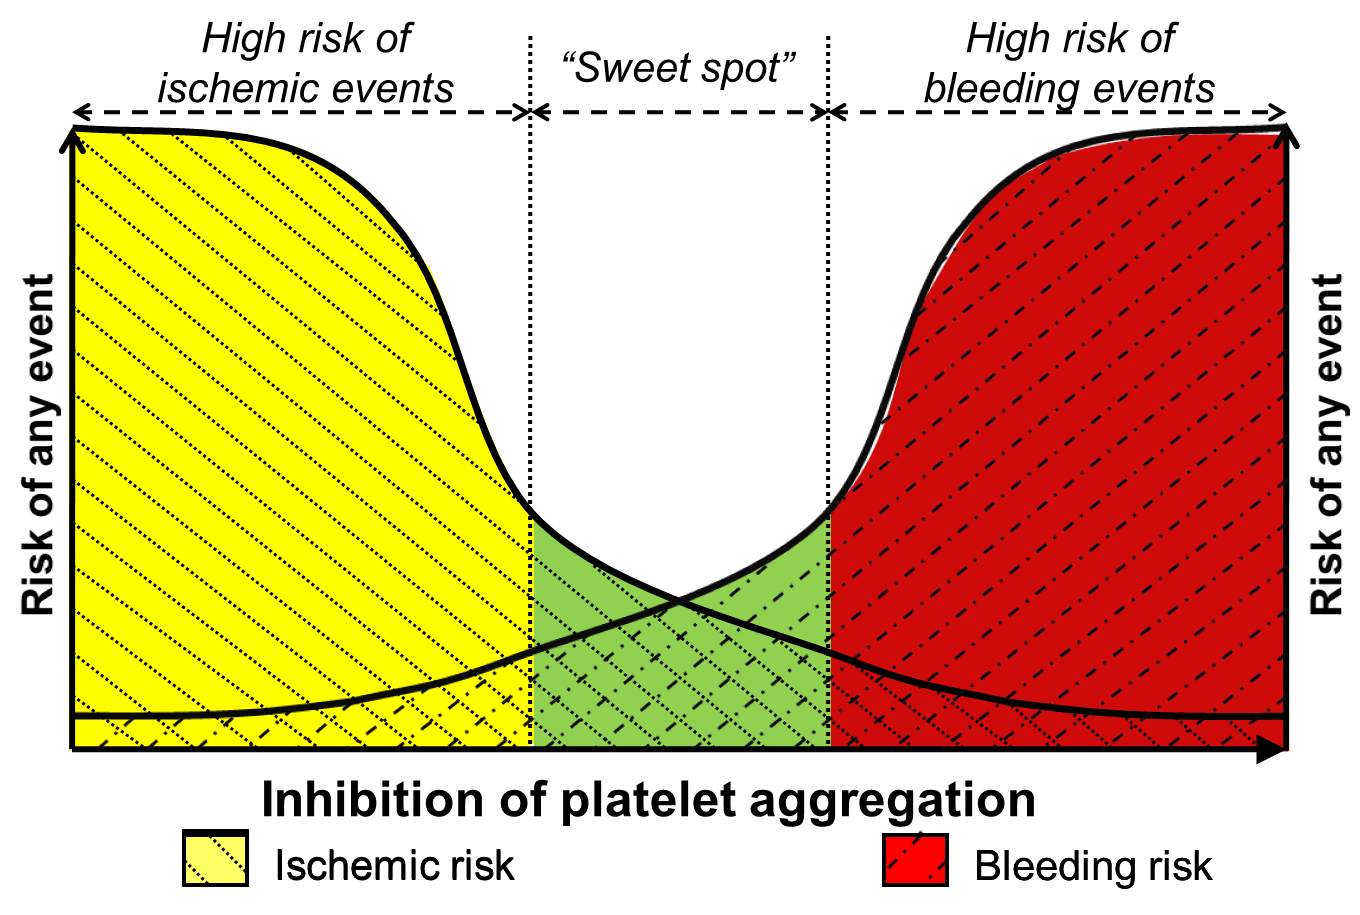 High risk of
ischemic events
“Sweet spot”
High risk of
bleeding events
Risk of any event
Risk of any event
Inhibition of platelet aggregation
Ischemic risk
Bleeding risk